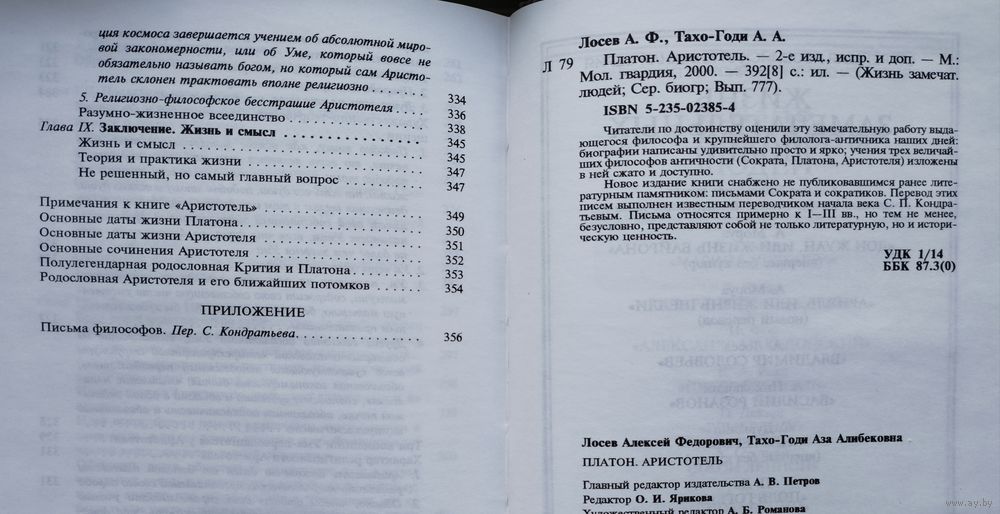 ция космоса завершается учением об абсолютной миро-
вой закономерности, или об Уме, который вовсе не
обязательно называть богом, но который сам Аристо-
тель склонен трактовать вполне религиозно . . . . . . . 334
5. Религиозно-философское бесстрашие Аристотеля . . . . 336
Разумно-жизненное всеединство . . . . . . . . . . . . . . . . . 338
Глава IX. Заключение. Жизнь и смысл . . . . . . . . . . . . . . . . 345
Жизнь и смысл . . . . . . . . . . . . . . . . . . . . . . . . . . . . 345
Теория и практика жизни . . . . . . . . . . . . . . . . . . . . . 347
Не решенный, но самый главный вопрос . . . . . . . . . . . 347
Примечания к книге «Аристотель» . . . . . . . . . . . . . . . . . . 349
Основные даты жизни Платона . . . . . . . . . . . . . . . . . . . . . 350
Основные даты жизни Аристотеля . . . . . . . . . . . . . . . . . . 351
Основные сочинения Аристотеля . . . . . . . . . . . . . . . . . . . 352
Полулегендарная родословная Крития и Платона . . . . . . . . 353
Родословная Аристотеля и его ближайших потомков . . . . . . 354
ПРИЛОЖЕНИЕ
Письма философов. Пер. С. Кондратьева. . . . . . . . . . . . . . 356
Лосев А. Ф., Тахо-Годи А. А.
Л 79 Платон. Аристотель. — 2-е изд., испр. и доп. — М.:
Мол. гвардия, 2000. — 392[8] с.: ил. — (Жизнь замечат.
людей; Сер. биогр; Вып. 777).
ISBN 5-235-02385-4
Читатели по достоинству оценили эту замечательную работу выда-
ющегося философа и крупнейшего филолога-античника наших дней:
биографии написаны удивительно просто и ярко; учения трех величай-
ших философов античности (Сократа, Платона, Аристотеля) изложены
в ней сжато и доступно.
Новое издание книги снабжено не публиковавшимся ранее лите-
ратурным памятником: письмами Сократа и сократиков. Перевод этих
писем выполнен известным переводчиком начала века С. П. Кондра-
тьевым. Письма относятся примерно к I—III вв., но тем не менее,
безусловно, представляют собой не только литературную, но и истори-
ческую ценность.
УДК 1/14
ББК 87.3(0)
Лосев Алексей Федорович, Тахо-Годи Аза Алибековна
ПЛАТОН. АРИСТОТЕЛЬ
Главный редактор издательства А. В. Петров
Редактор О. И. Ярикова
Художественный редактор А. Б. Романова
www.ay.by